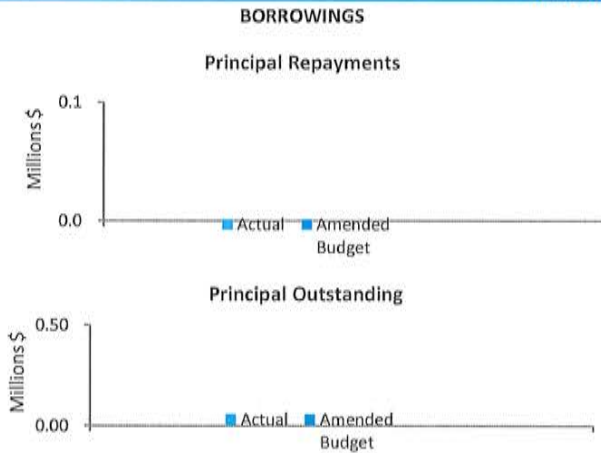 BORROWINGS
Principal Repayments
Millions $
0.1
0.0
Actual
Amended
Budget
Principal Outstanding
Millions $
0.50
0.00
Actual
Amended
Budget